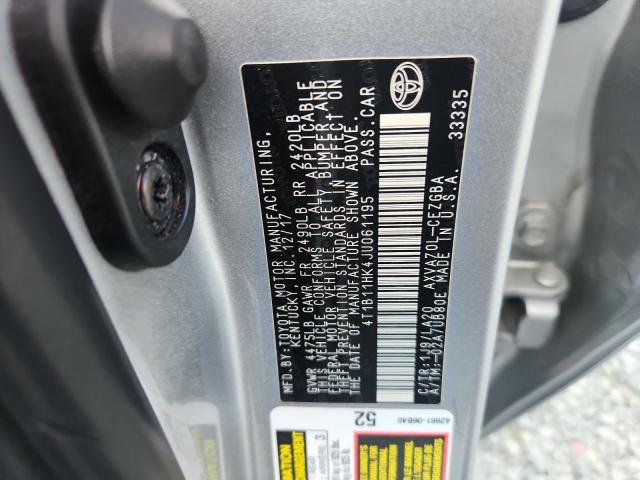 MFD. BY: TOYOTA MOTOR MANUFACTURING,
KENTUCKY, INC. 12/17
GVWR 4475LB GAWR FR 2490LB RR 2420LB
THIS VEHICLE CONFORMS TO ALL APPLICABLE
FEDERAL MOTOR VEHICLE SAFETY, BUMPER, AND
THEFT PREVENTION STANDARDS IN EFFECT ON
THE DATE OF MANUFACTURE SHOWN ABOVE.
4T1B11HK4JU061195 PASS.CAR
C/TR: 1J9/LA20 AXVA70L-CEZGBA
A/TM: -02A/UB80E MADE IN U.S.A. 33335
52
42661-06B40